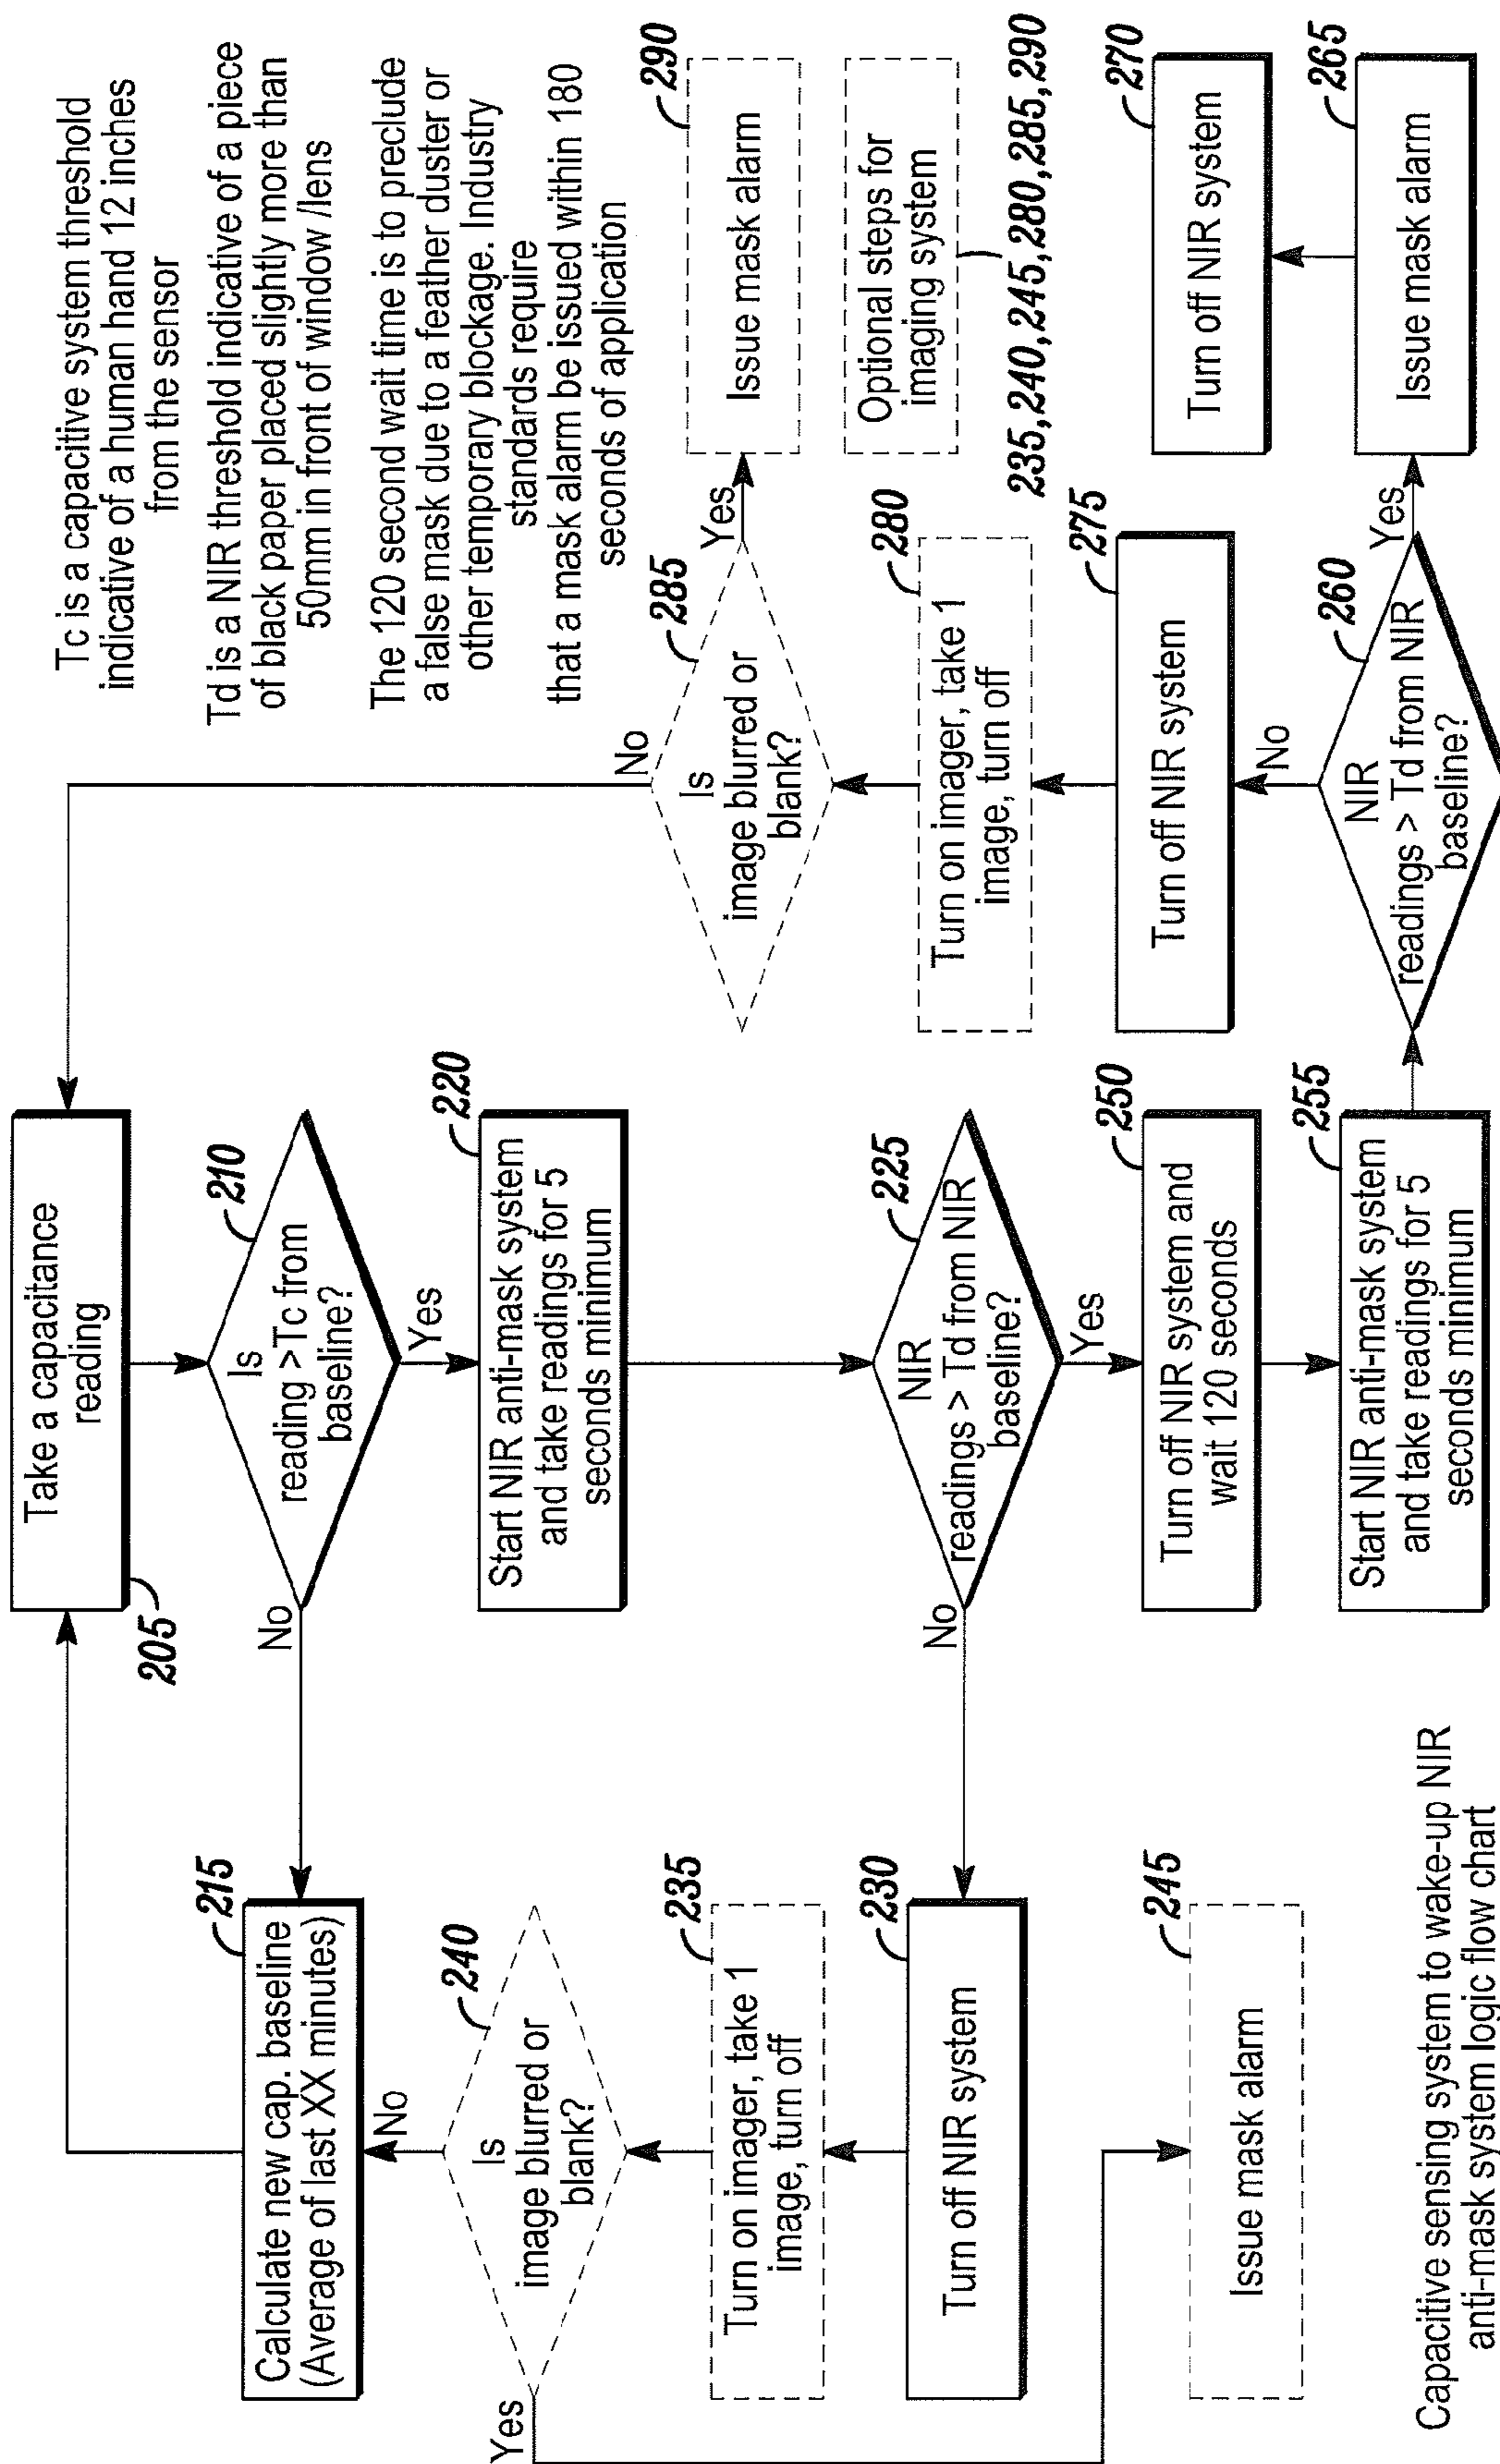 Take a capacitance
reading
205
Is
reading >Tc from
baseline?
210
No
Yes
Calculate new cap. baseline
(Average of last XX minutes)
215
Start NIR anti-mask system
and take readings for 5
seconds minimum
220
NIR
readings > Td from NIR
baseline?
225
No
Yes
Turn off NIR system
230
Turn on imager, take 1
image, turn off
235
Is
image blurred or
blank?
240
No
Yes
Issue mask alarm
245
Turn off NIR system and
wait 120 seconds
250
Start NIR anti-mask system
and take readings for 5
seconds minimum
255
NIR
readings > Td from NIR
baseline?
260
Yes
No
Issue mask alarm
265
Turn off NIR system
270
Turn off NIR system
275
Turn on imager, take 1
image, turn off
280
Is
image blurred or
blank?
285
No
Yes
Issue mask alarm
290
Optional steps for
imaging system
235,240,245,280,285,290
Tc is a capacitive system threshold
indicative of a human hand 12 inches
from the sensor
Td is a NIR threshold indicative of a piece
of black paper placed slightly more than
50mm in front of window /lens
The 120 second wait time is to preclude
a false mask due to a feather duster or
other temporary blockage. Industry
standards require
that a mask alarm be issued within 180
seconds of application
Capacitive sensing system to wake-up NIR
anti-mask system logic flow chart